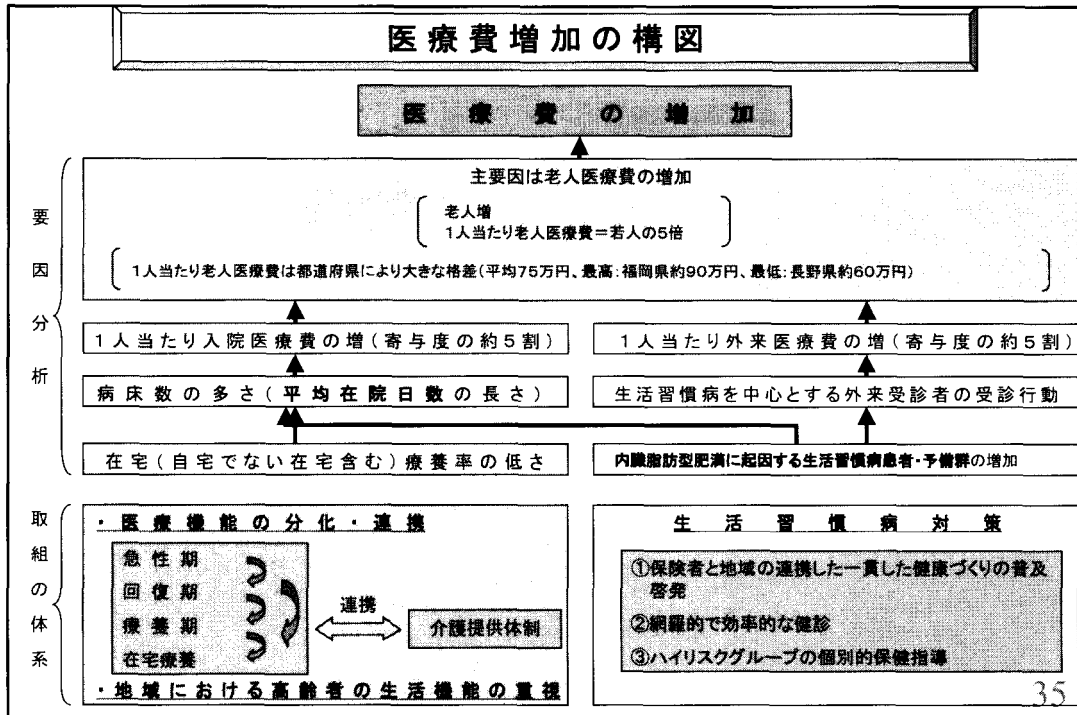 医療費増加の構図
医療費の増加
要因分析
主要因は老人医療費の増加
老人増
1人当たり老人医療費=若人の5倍
1人当たり老人医療費は都道府県により大きな格差(平均75万円、最高:福岡県約90万円、最低:長野県約60万円)
1人当たり入院医療費の増(寄与度の約5割)
1人当たり外来医療費の増(寄与度の約5割)
病床数の多さ(平均在院日数の長さ)
生活習慣病を中心とする外来受診者の受診行動
在宅(自宅でない在宅含む)療養率の低さ
内臓脂肪型肥満に起因する生活習慣病患者・予備群の増加
取組の体系
・医療機能の分化・連携
急性期
回復期
療養期
在宅療養
連携
介護提供体制
・地域における高齢者の生活機能の重視
生活習慣病対策
①保険者と地域の連携した一貫した健康づくりの普及
啓発
②網羅的で効率的な健診
③ハイリスクグループの個別的保健指導
35